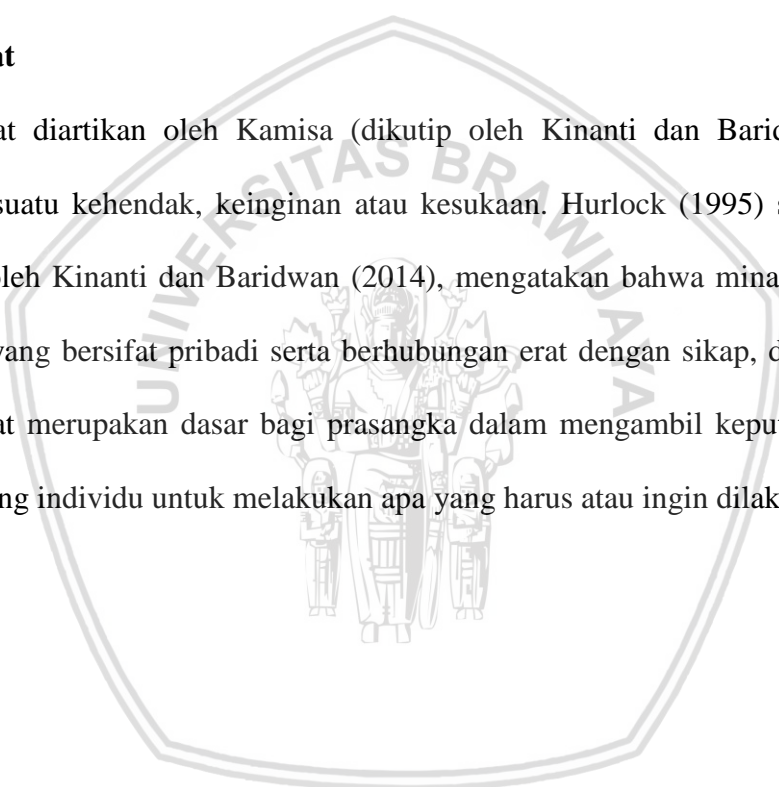 at
at diartikan oleh Kamisa (dikutip oleh Kinanti dan Barid
suatu kehendak, keinginan atau kesukaan. Hurlock (1995) s
oleh Kinanti dan Baridwan (2014), mengatakan bahwa mina
yang bersifat pribadi serta berhubungan erat dengan sikap, d
at merupakan dasar bagi prasangka dalam mengambil keput
ng individu untuk melakukan apa yang harus atau ingin dilak
UNIVERSITAS BRAWIJAYA